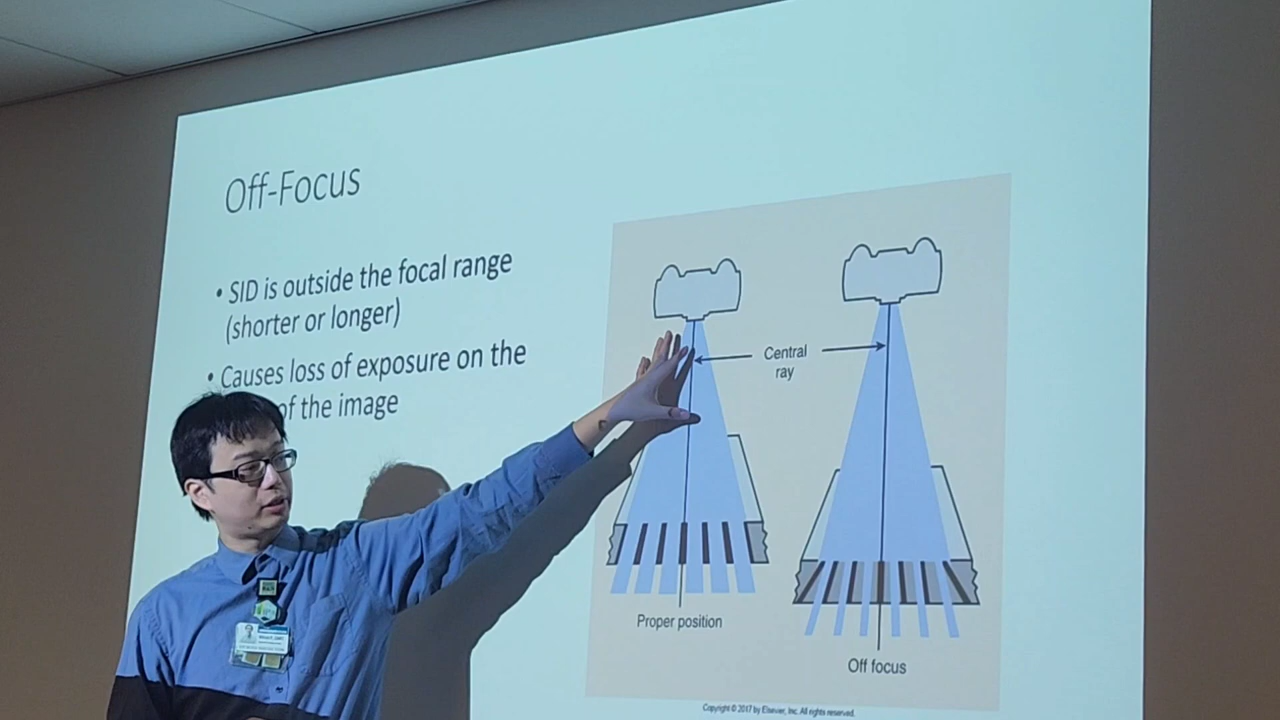 Off-Focus
• SID is outside the focal range
(shorter or longer)
• Causes loss of exposure on the
of the image
Central
ray
Proper position
Off focus
Copyright © 2017 by Elsevier, Inc. All rights reserved.